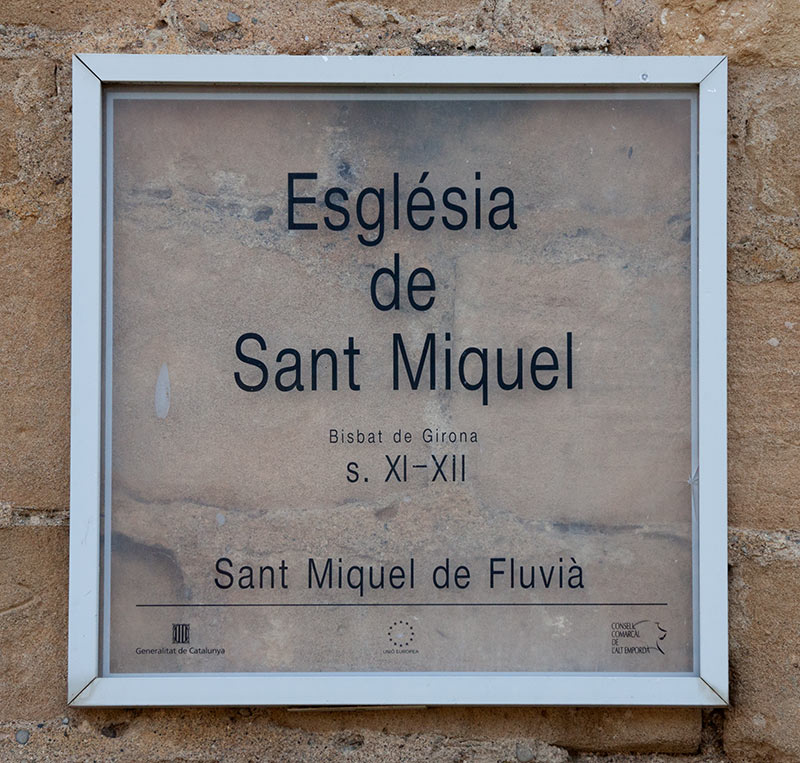 Església
de
Sant Miquel
Bisbat de Girona
s. XI-XII
Sant Miquel de Fluvià
Generalitat de Catalunya
UNIÓ EUROPEA
CONSELL
COMARCAL
DE
L'ALT EMPORDÀ